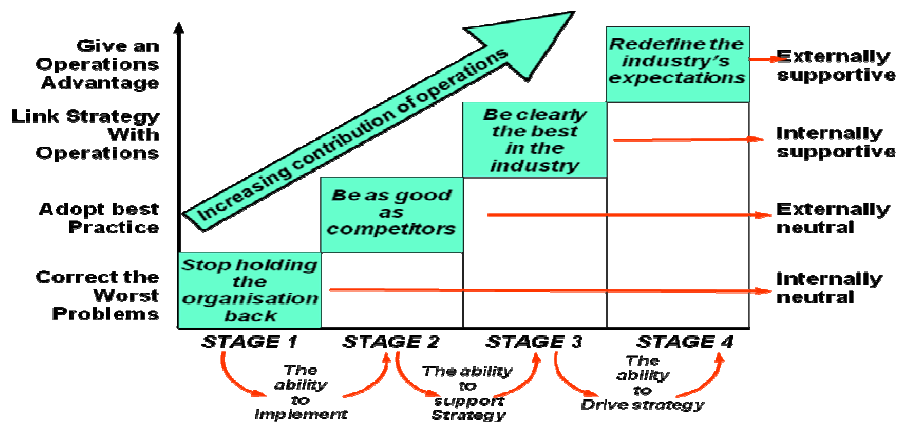 Give an
Operations
Advantage
Link Strategy
With
Operations
Adopt best
Practice
Correct the
Worst
Problems
Increasing contribution of operations
Stop holding
the
organisation
back
Be as good
as
competitors
Be clearly
the best
in the
industry
Redefine the
industry's
expectations
Externally
supportive
Internally
supportive
Externally
neutral
Internally
neutral
STAGE 1
STAGE 2
STAGE 3
STAGE 4
The
ability
to
Implement
The ability
to
support
Strategy
The
ability
to
Drive strategy